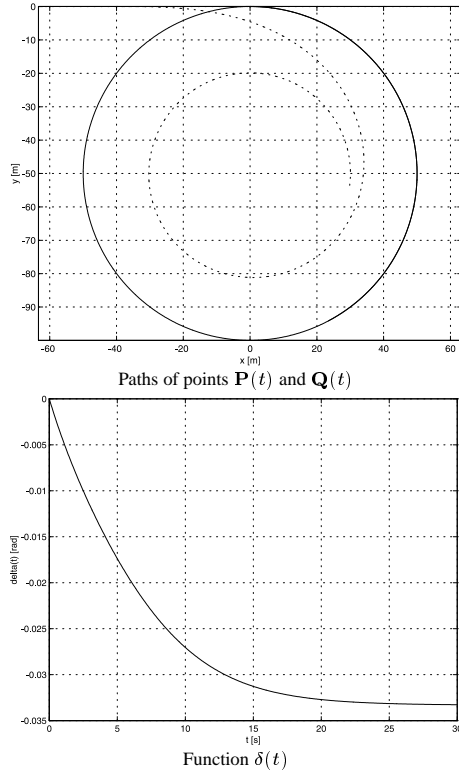 0
-10
-20
-30
-40
-50
-60
-70
-80
-90
y [m]
-60 -40 -20 0 20 40 60
x [m]
Paths of points P(t) and Q(t)
0
-0.005
-0.01
-0.015
-0.02
-0.025
-0.03
-0.035
delta(t) [rad]
0 5 10 15 20 25 30
t [s]
Function δ(t)